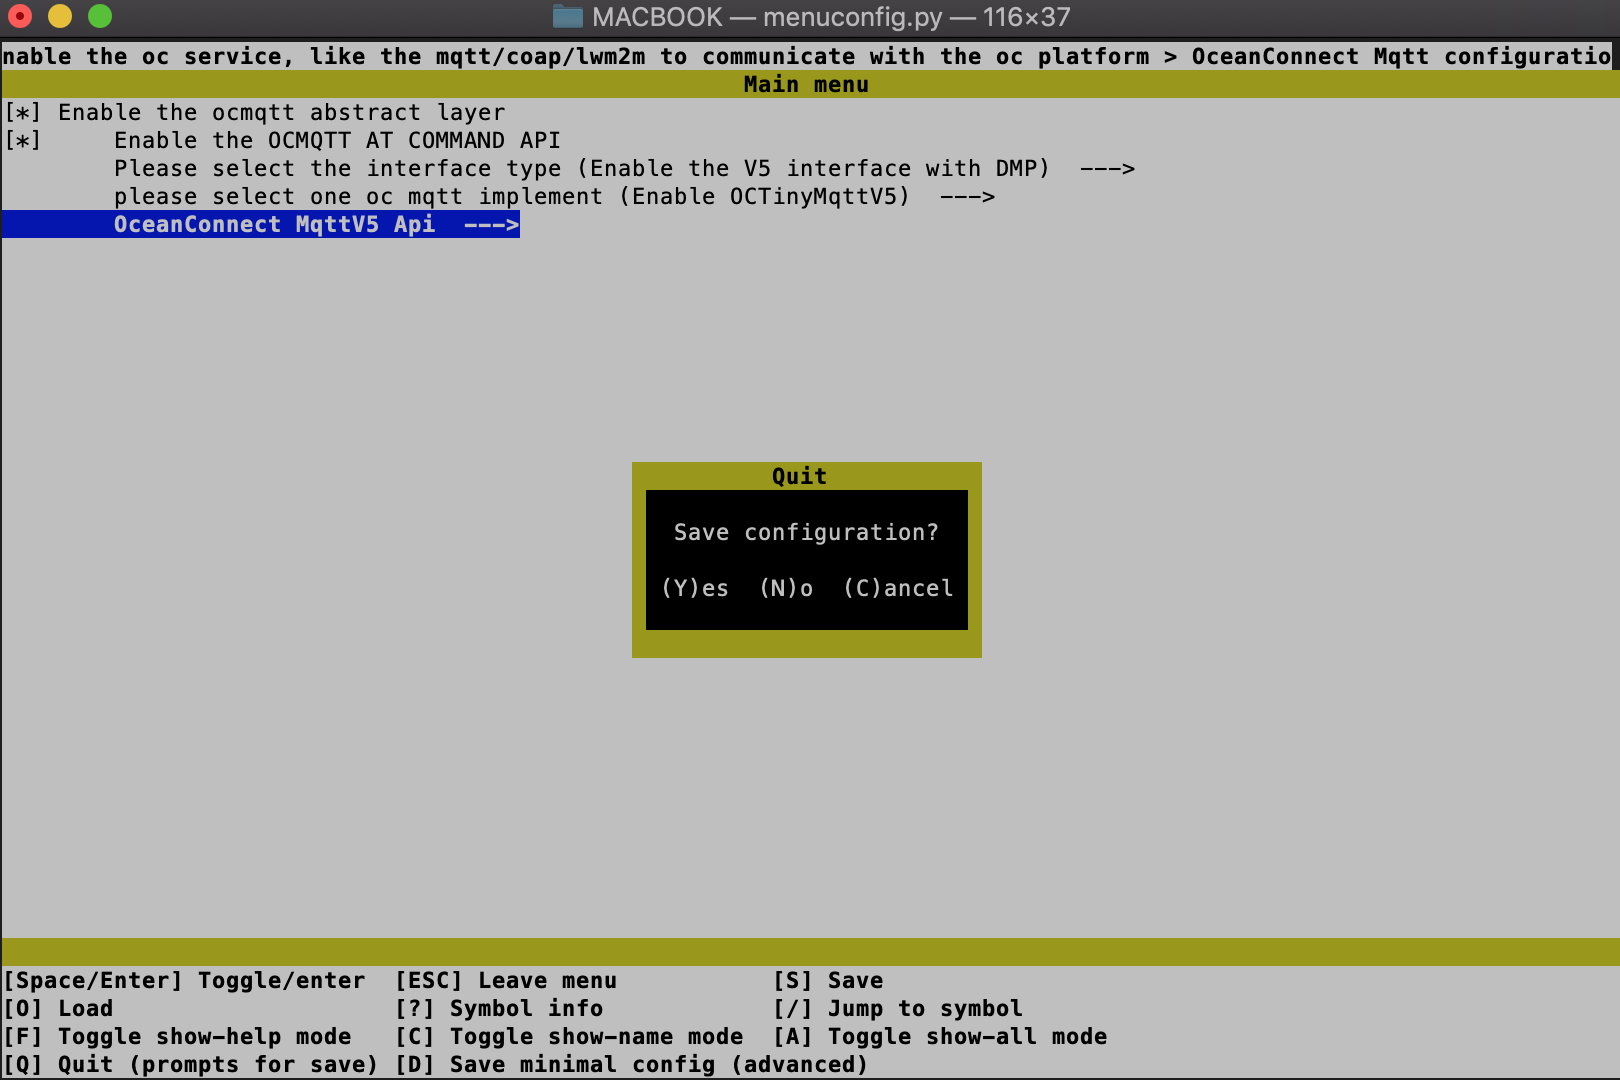 MACBOOK — menuconfig.py — 116×37
nable the oc service, like the mqtt/coap/lwm2m to communicate with the oc platform > OceanConnect Mqtt configuratio
Main menu
[*] Enable the ocmqtt abstract layer
[*]     Enable the OCMQTT AT COMMAND API
Please select the interface type (Enable the V5 interface with DMP)  --->
please select one oc mqtt implement (Enable OCTinyMqttV5)  --->
OceanConnect MqttV5 Api  --->
Quit
Save configuration?
(Y)es  (N)o  (C)ancel
[Space/Enter] Toggle/enter  [ESC] Leave menu           [S] Save
[O] Load                    [?] Symbol info            [/] Jump to symbol
[F] Toggle show-help mode   [C] Toggle show-name mode  [A] Toggle show-all mode
[Q] Quit (prompts for save) [D] Save minimal config (advanced)